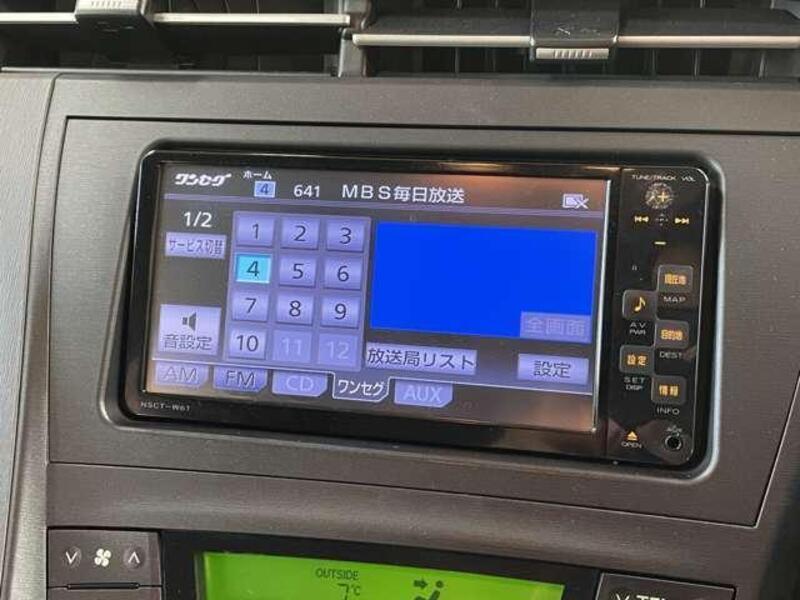 ワンセグ ホーム 4 641 MBS毎日放送
TUNE/TRACK VOL
1/2
サービス切替
1 2 3
4 5 6
7 8 9
10 11 12
全画面
音設定
放送局リスト 設定
AM FM CD ワンセグ AUX
NSCT-W61
現在地
MAP
AV
PWR
目的地
DEST
設定
SET
DISP
情報
INFO
OPEN
AUX
OUTSIDE
7℃